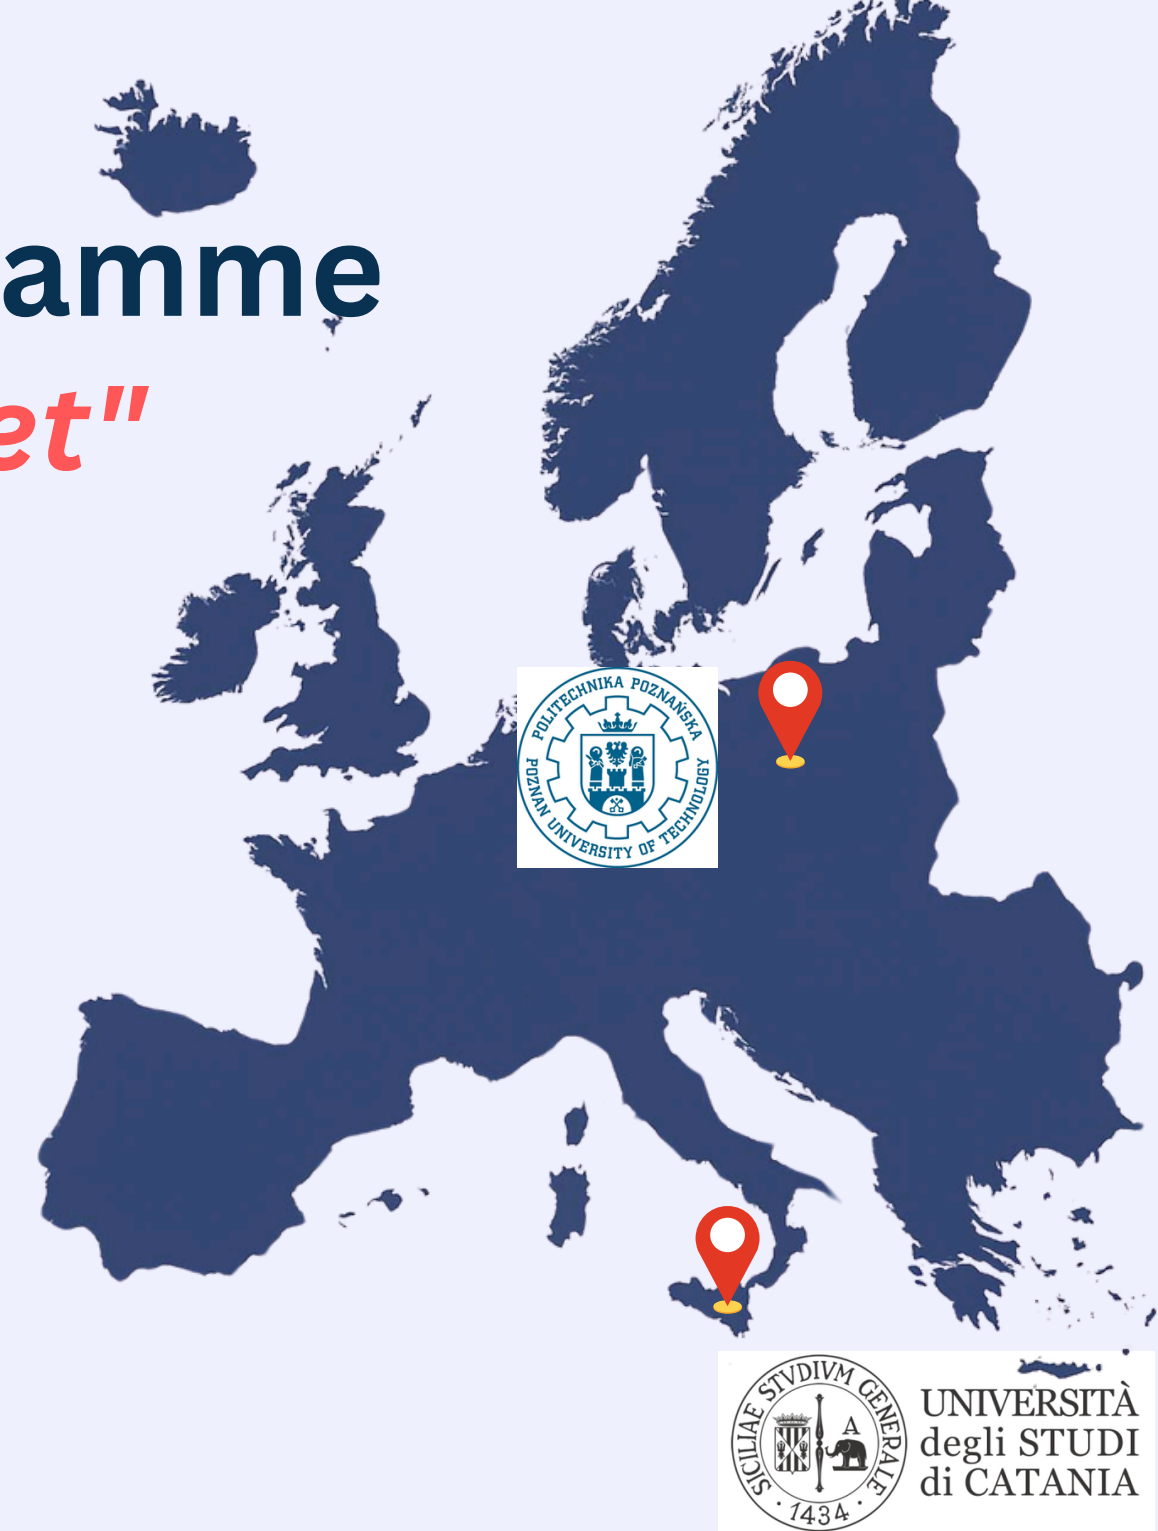 amme
et"
POLITECHNIKA POZNAŃSKA
POZNAN UNIVERSITY OF TECHNOLOGY
SICILIAE STVDIVM GENERALE
A
· 1434 ·
UNIVERSITÀ
degli STUDI
di CATANIA